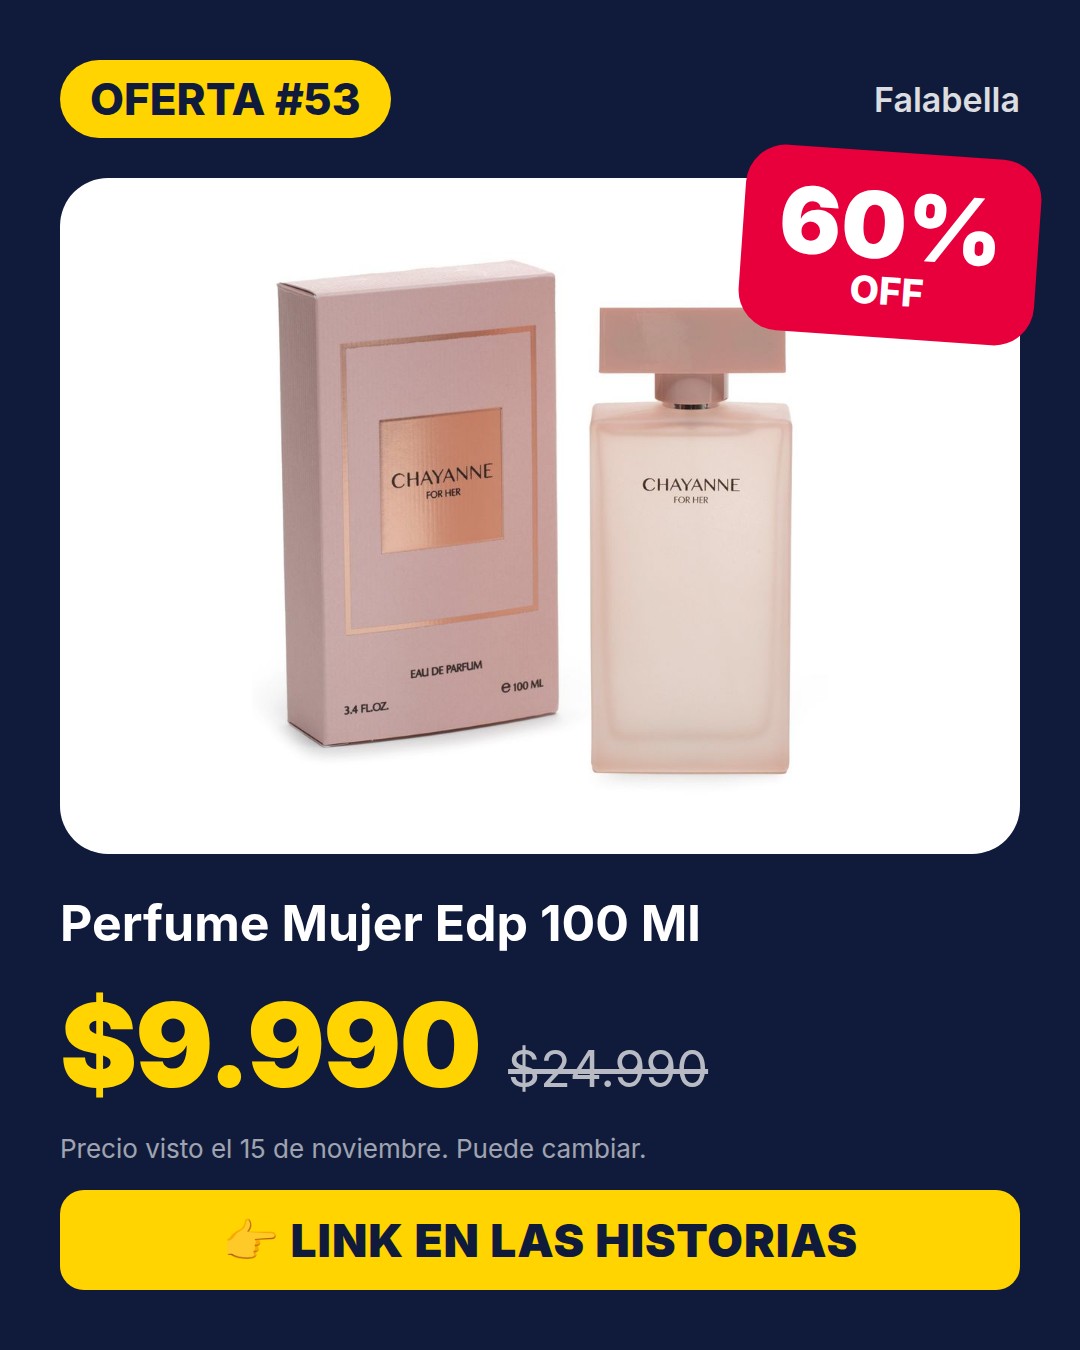 OFERTA #53
Falabella
60%
OFF
CHAYANNE
FOR HER
EAU DE PARFUM
3.4 FL.OZ.
e 100 ML
CHAYANNE
FOR HER
Perfume Mujer Edp 100 Ml
$9.990 $24.990
Precio visto el 15 de noviembre. Puede cambiar.
👉 LINK EN LAS HISTORIAS